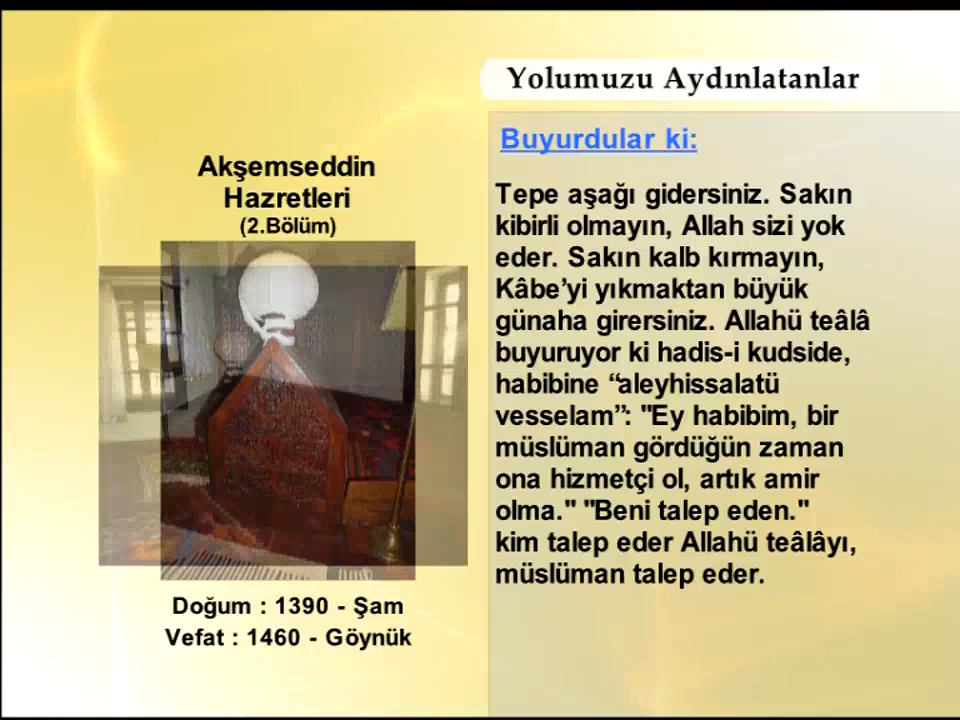 Yolumuzu Aydınlatanlar
Akşemseddin
Hazretleri
(2.Bölüm)
Doğum : 1390 - Şam
Vefat : 1460 - Göynük
Buyurdular ki:
Tepe aşağı gidersiniz. Sakın
kibirli olmayın, Allah sizi yok
eder. Sakın kalb kırmayın,
Kâbe’yi yıkmaktan büyük
günaha girersiniz. Allahü teâlâ
buyuruyor ki hadis-i kudside,
habibine “aleyhissalatü
vesselam”: "Ey habibim, bir
müslüman gördüğün zaman
ona hizmetçi ol, artık amir
olma." "Beni talep eden."
kim talep eder Allahü teâlâyı,
müslüman talep eder.